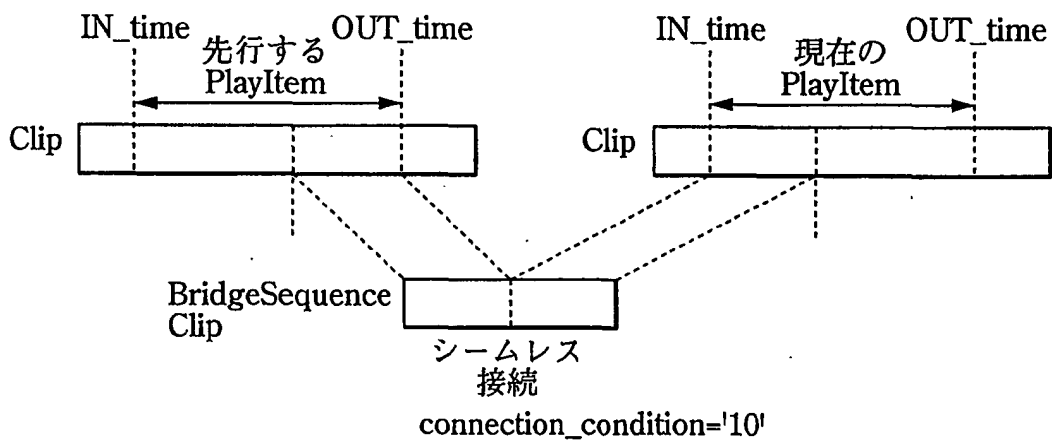 IN_time
先行する
PlayItem
OUT_time
Clip
IN_time
現在の
PlayItem
OUT_time
Clip
BridgeSequence
Clip
シームレス
接続
connection_condition='10'